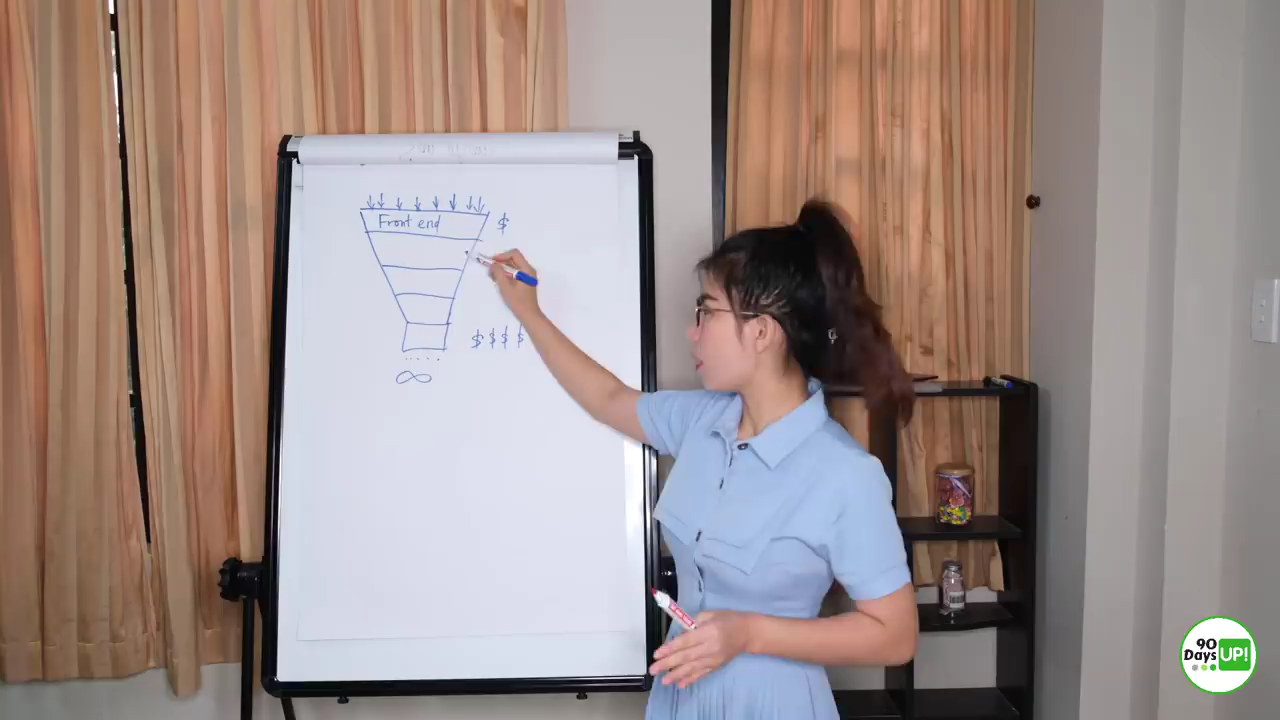 Front end $
$ $ $ $
∞
90
Days UP!